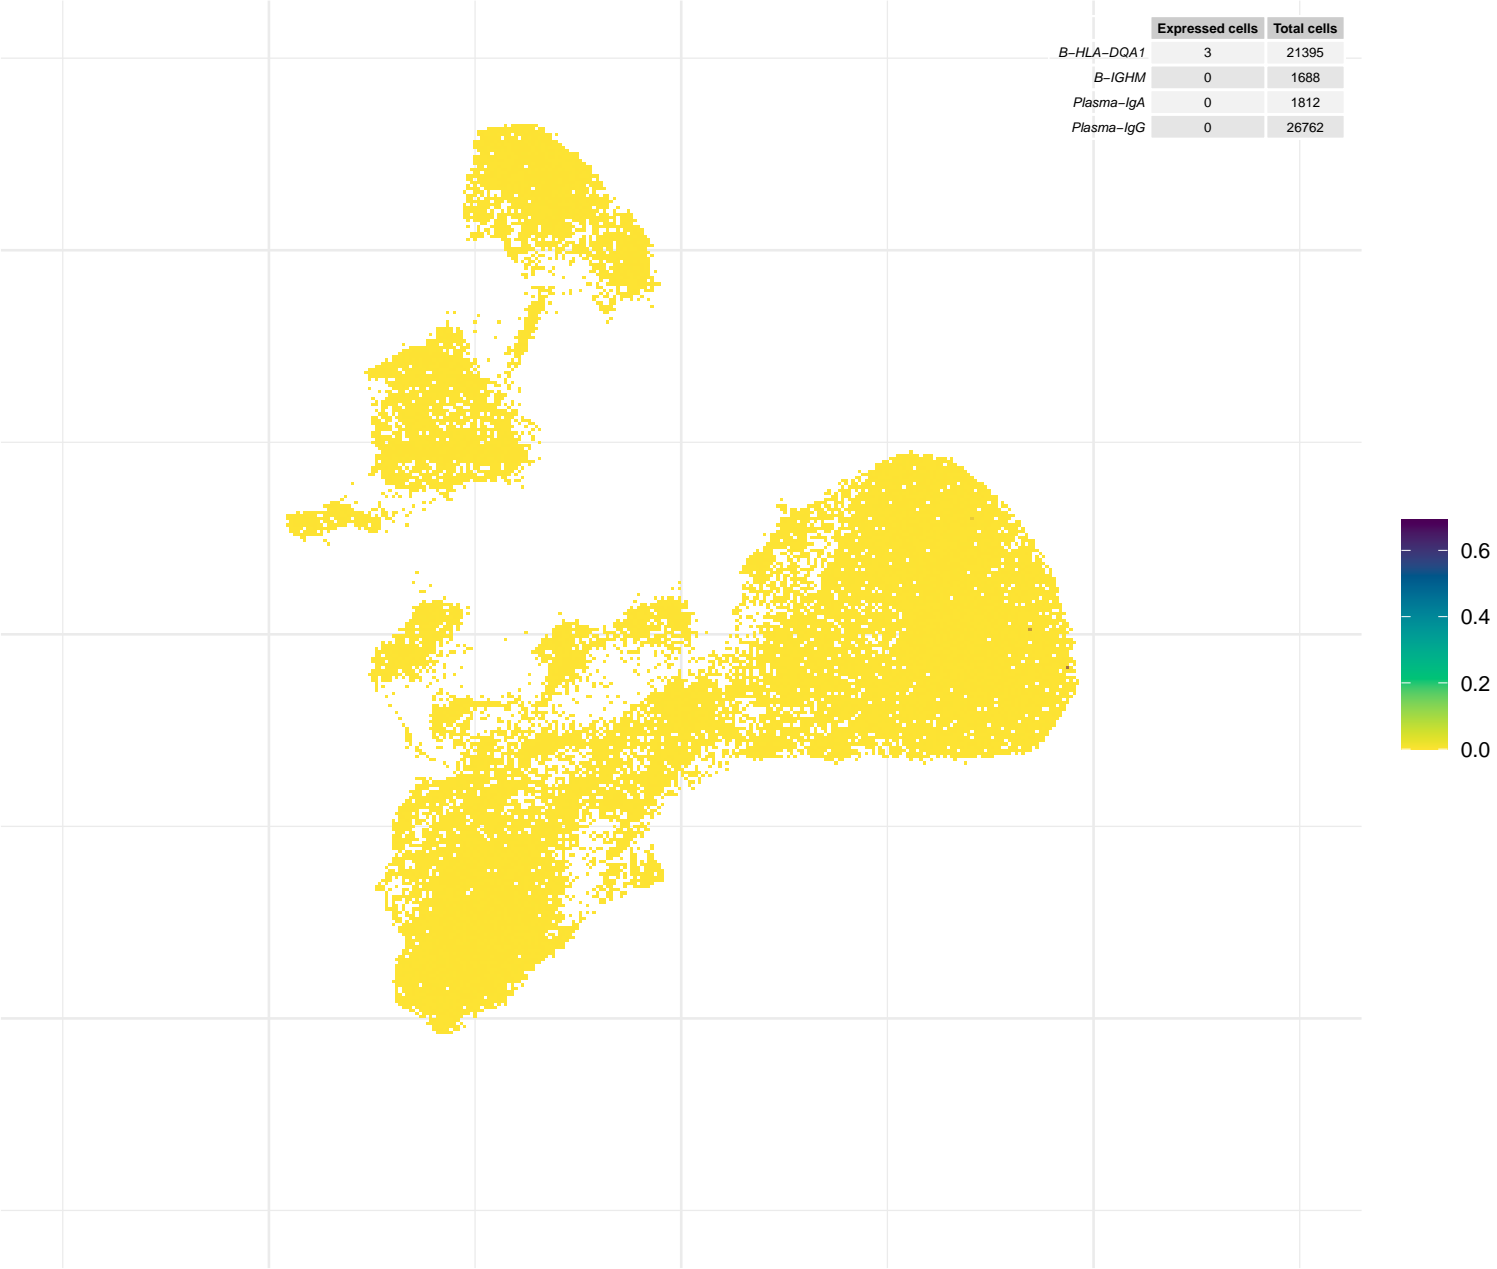 Expressed cells Total cells
B−HLA−DQA1 3 21395
B−IGHM 0 1688
Plasma−IgA 0 1812
Plasma−IgG 0 26762
0.6
0.4
0.2
0.0